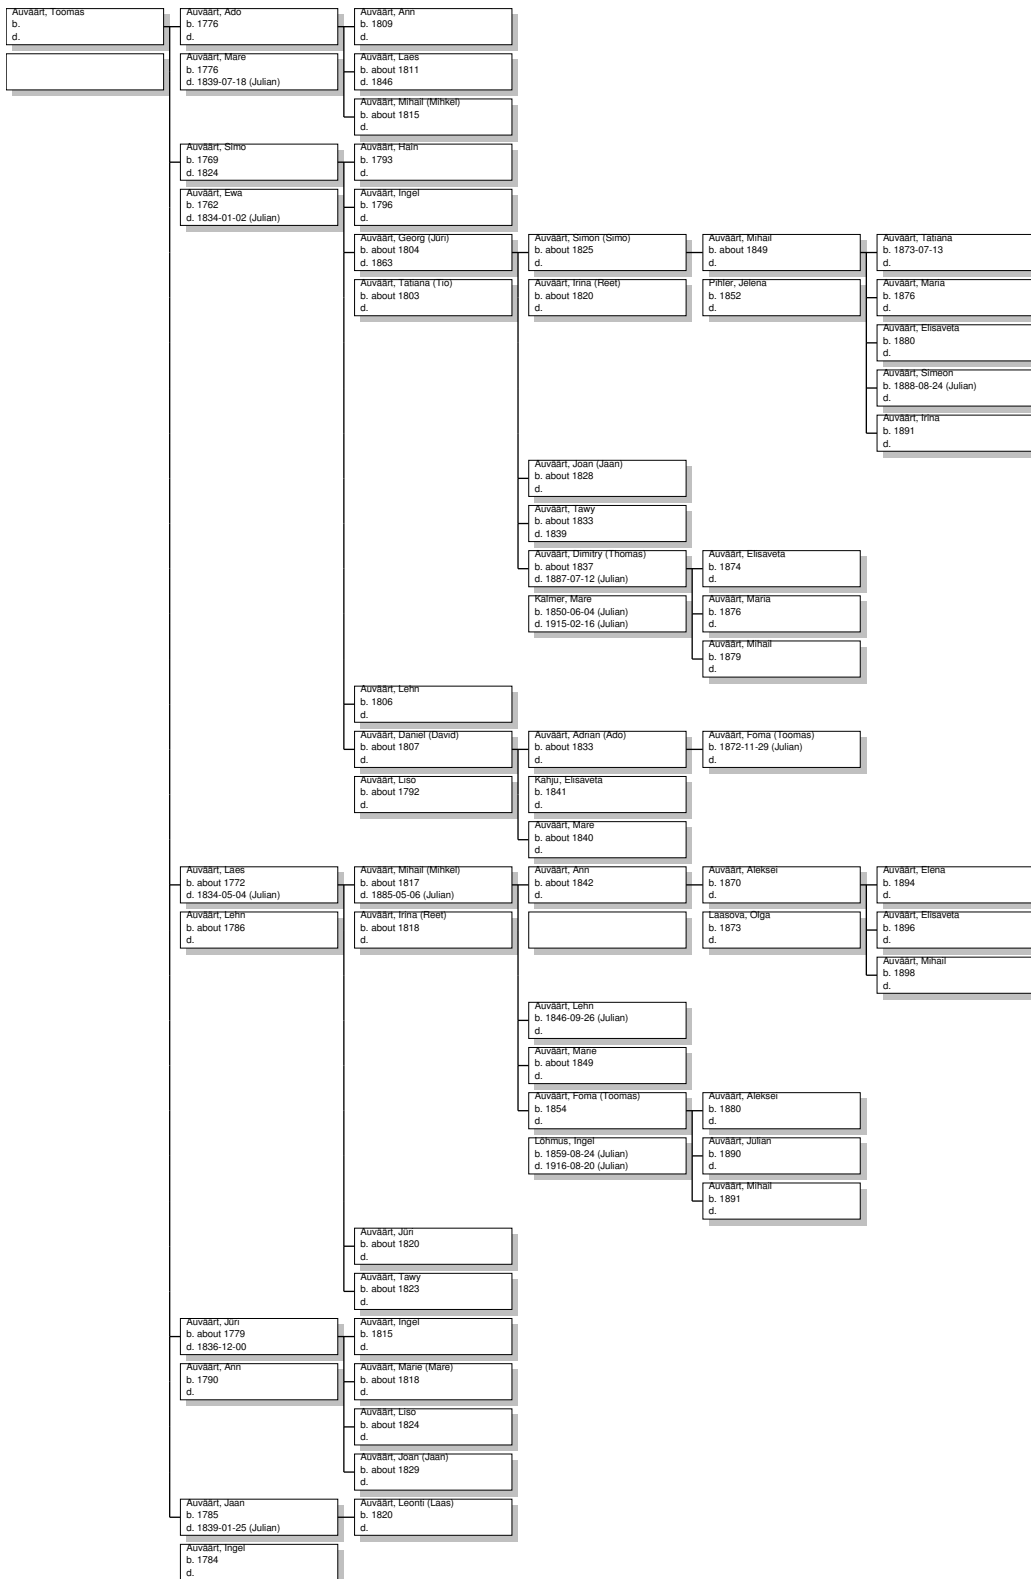 Auväärt, Toomas
b.
d.
Auväärt, Ado
b. 1776
d.
Auväärt, Mare
b. 1776
d. 1839-07-18 (Julian)
Auväärt, Ann
b. 1809
d.
Auväärt, Laes
b. about 1811
d. 1846
Auväärt, Mihail (Mihkel)
b. about 1815
d.
Auväärt, Simo
b. 1769
d. 1824
Auväärt, Ewa
b. 1762
d. 1834-01-02 (Julian)
Auväärt, Hain
b. 1793
d.
Auväärt, Ingel
b. 1796
d.
Auväärt, Georg (Jüri)
b. about 1804
d. 1863
Auväärt, Tatiana (Tio)
b. about 1803
d.
Auväärt, Simon (Simo)
b. about 1825
d.
Auväärt, Irina (Reet)
b. about 1820
d.
Auväärt, Mihail
b. about 1849
d.
Pihler, Jelena
b. 1852
d.
Auväärt, Tatiana
b. 1873-07-13
d.
Auväärt, Maria
b. 1876
d.
Auväärt, Elisaveta
b. 1880
d.
Auväärt, Simeon
b. 1888-08-24 (Julian)
d.
Auväärt, Irina
b. 1891
d.
Auväärt, Joan (Jaan)
b. about 1828
d.
Auväärt, Tawy
b. about 1833
d. 1839
Auväärt, Dimitry (Thomas)
b. about 1837
d. 1887-07-12 (Julian)
Kalmer, Mare
b. 1850-06-04 (Julian)
d. 1915-02-16 (Julian)
Auväärt, Elisaveta
b. 1874
d.
Auväärt, Maria
b. 1876
d.
Auväärt, Mihail
b. 1879
d.
Auväärt, Lehn
b. 1806
d.
Auväärt, Daniel (David)
b. about 1807
d.
Auväärt, Liso
b. about 1792
d.
Auväärt, Adrian (Ado)
b. about 1833
d.
Kahju, Elisaveta
b. 1841
d.
Auväärt, Mare
b. about 1840
d.
Auväärt, Foma (Toomas)
b. 1872-11-29 (Julian)
d.
Auväärt, Laes
b. about 1772
d. 1834-05-04 (Julian)
Auväärt, Lehn
b. about 1786
d.
Auväärt, Mihail (Mihkel)
b. about 1817
d. 1885-05-06 (Julian)
Auväärt, Irina (Reet)
b. about 1818
d.
Auväärt, Ann
b. about 1842
d.
Auväärt, Aleksei
b. 1870
d.
Laasova, Olga
b. 1873
d.
Auväärt, Elena
b. 1894
d.
Auväärt, Elisaveta
b. 1896
d.
Auväärt, Mihail
b. 1898
d.
Auväärt, Lehn
b. 1846-09-26 (Julian)
d.
Auväärt, Marie
b. about 1849
d.
Auväärt, Foma (Toomas)
b. 1854
d.
Lõhmus, Ingel
b. 1859-08-24 (Julian)
d. 1916-08-20 (Julian)
Auväärt, Aleksei
b. 1880
d.
Auväärt, Julian
b. 1890
d.
Auväärt, Mihail
b. 1891
d.
Auväärt, Jüri
b. about 1820
d.
Auväärt, Tawy
b. about 1823
d.
Auväärt, Jüri
b. about 1779
d. 1836-12-00
Auväärt, Ann
b. 1790
d.
Auväärt, Ingel
b. 1815
d.
Auväärt, Marie (Mare)
b. about 1818
d.
Auväärt, Liso
b. about 1824
d.
Auväärt, Joan (Jaan)
b. about 1829
d.
Auväärt, Jaan
b. 1785
d. 1839-01-25 (Julian)
Auväärt, Ingel
b. 1784
d.
Auväärt, Leonti (Laas)
b. 1820
d.